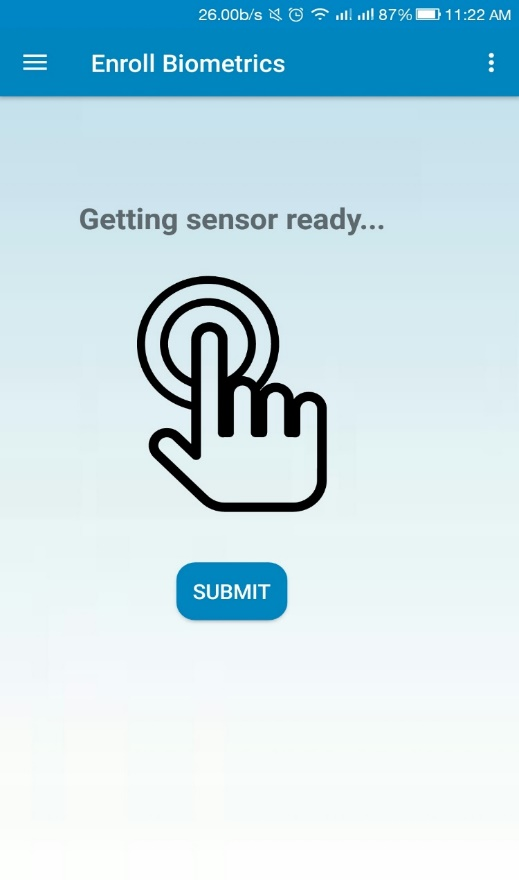 26.00b/s 87% 11:22 AM
Enroll Biometrics
Getting sensor ready...
SUBMIT